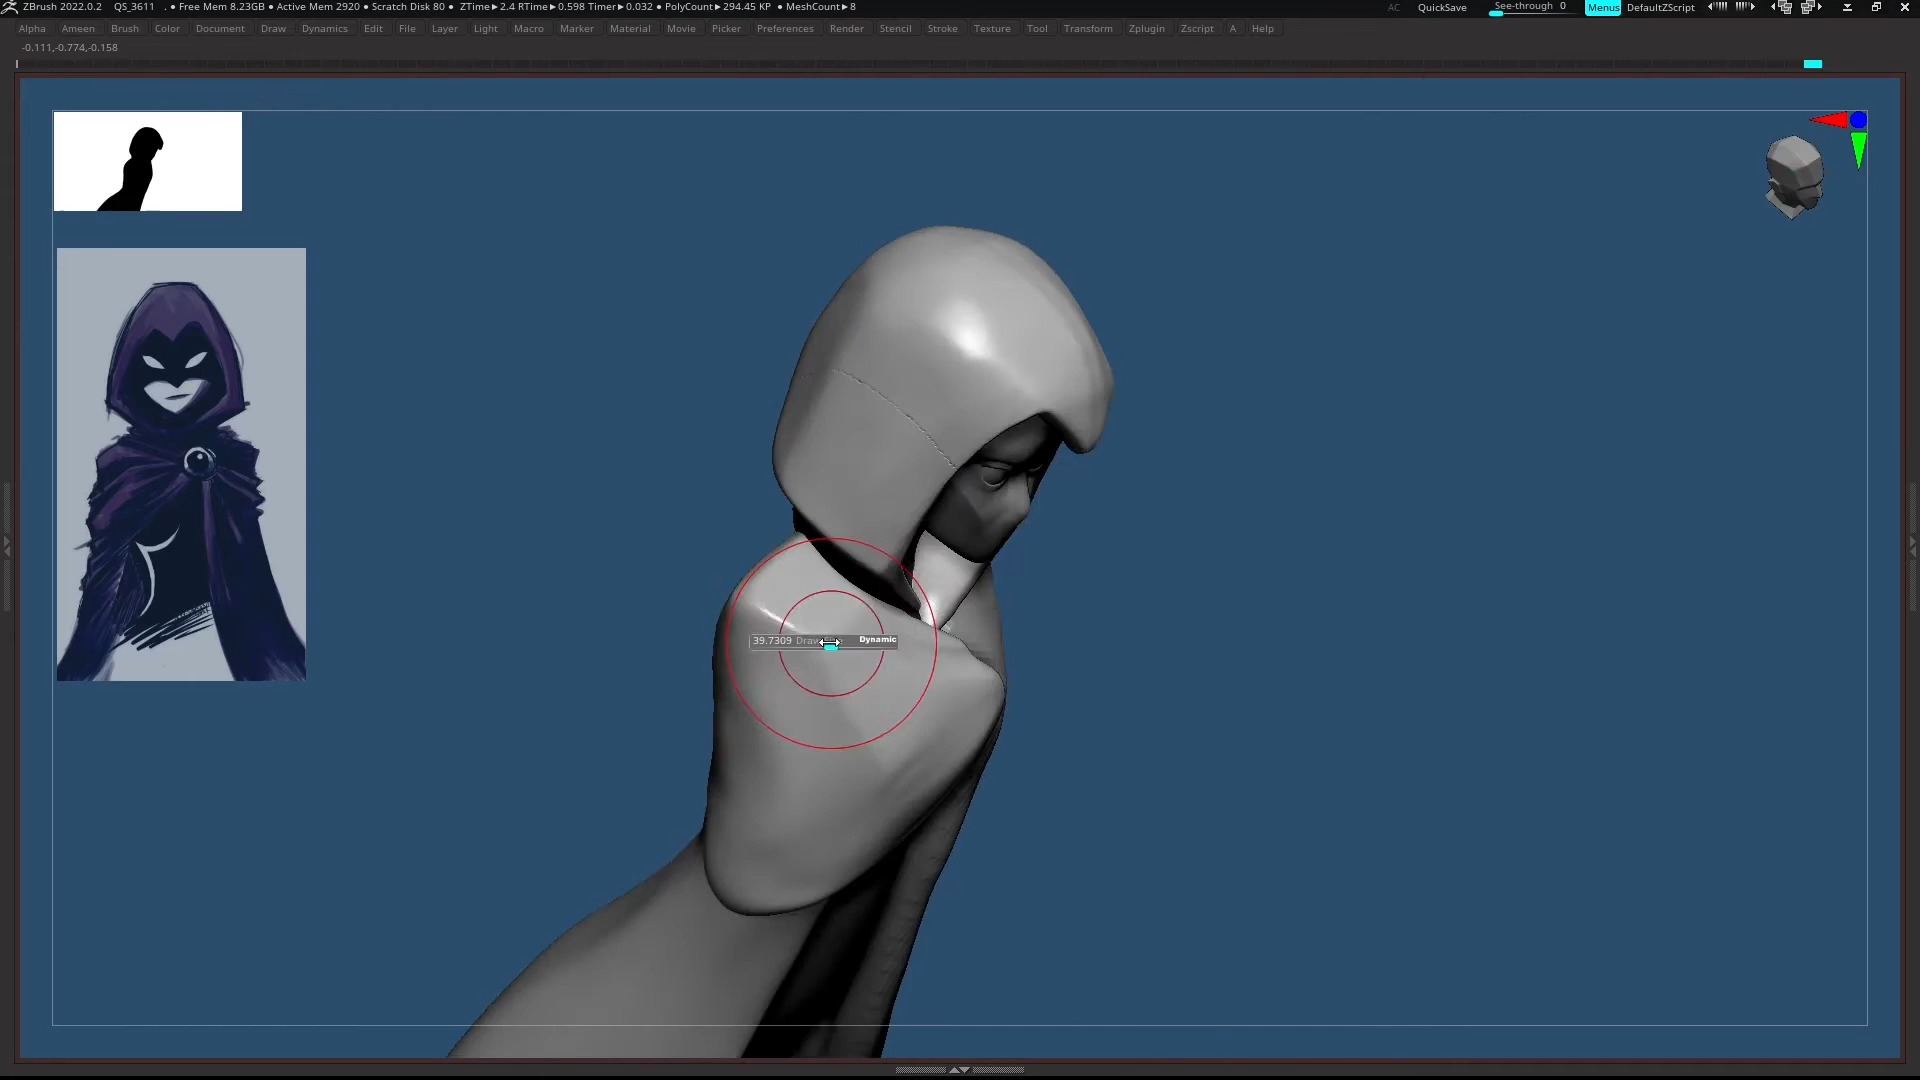 ZBrush 2022.0.2 QS_3611 . • Free Mem 8.23GB • Active Mem 2920 • Scratch Disk 80 • ZTime►2.4 RTime►0.598 Timer►0.032 • PolyCount►294.45 KP • MeshCount►8 AC QuickSave See-through 0 Menus DefaultZScript
Alpha Ameen Brush Color Document Draw Dynamics Edit File Layer Light Macro Marker Material Movie Picker Preferences Render Stencil Stroke Texture Tool Transform Zplugin Zscript A Help
-0.111,-0.774,-0.158
39.7309 Dynamic